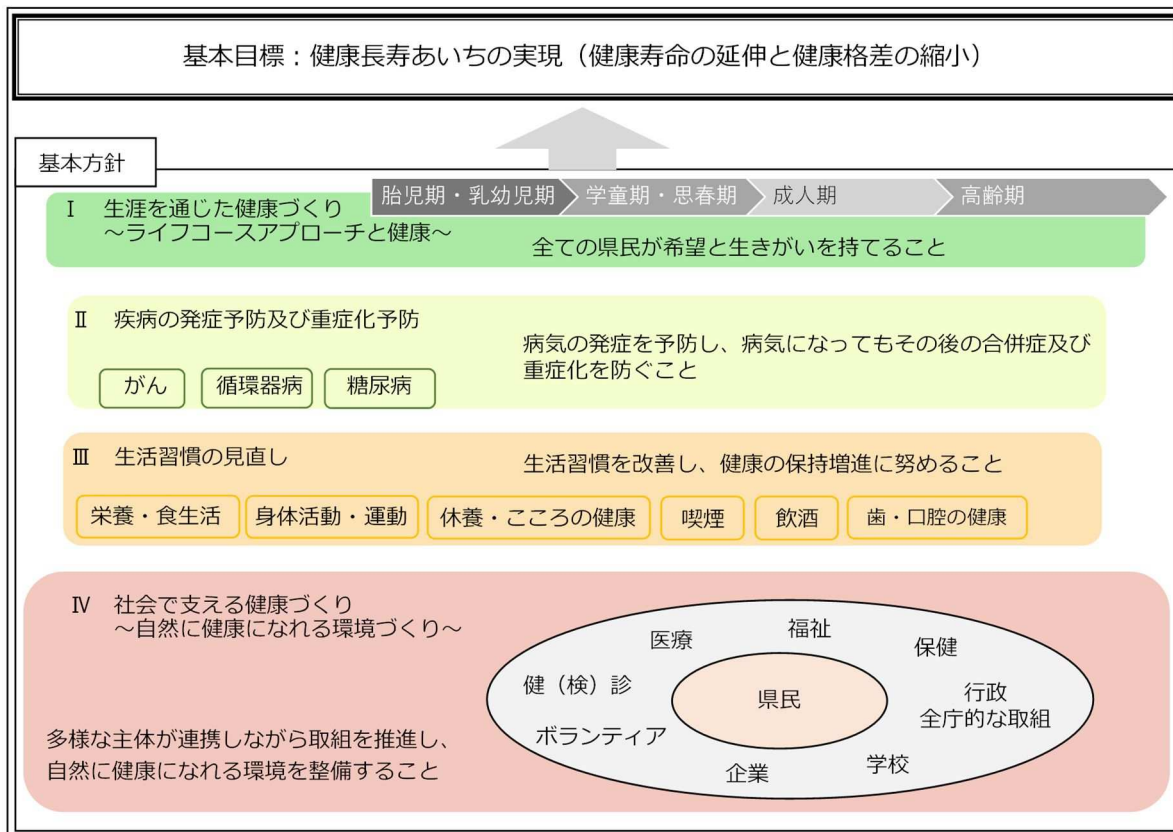 基本目標：健康長寿あいちの実現（健康寿命の延伸と健康格差の縮小）
基本方針
胎児期・乳幼児期
学童期・思春期
成人期
高齢期
Ⅰ　生涯を通じた健康づくり
～ライフコースアプローチと健康～
全ての県民が希望と生きがいを持てること
Ⅱ　疾病の発症予防及び重症化予防
病気の発症を予防し、病気になってもその後の合併症及び
重症化を防ぐこと
がん
循環器病
糖尿病
Ⅲ　生活習慣の見直し
生活習慣を改善し、健康の保持増進に努めること
栄養・食生活
身体活動・運動
休養・こころの健康
喫煙
飲酒
歯・口腔の健康
Ⅳ　社会で支える健康づくり
～自然に健康になれる環境づくり～
多様な主体が連携しながら取組を推進し、
自然に健康になれる環境を整備すること
医療
福祉
保健
健（検）診
県民
行政
全庁的な取組
ボランティア
企業
学校